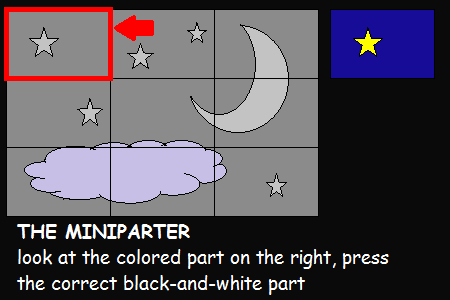 THE MINIPARTER
look at the colored part on the right, press
the correct black-and-white part